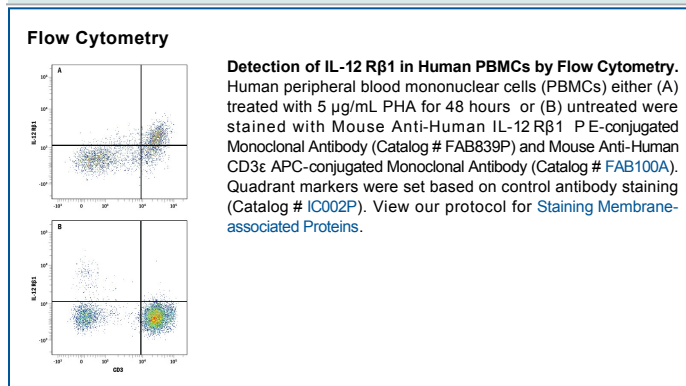 Flow Cytometry
Detection of IL-12 Rβ1 in Human PBMCs by Flow Cytometry.
Human peripheral blood mononuclear cells (PBMCs) either (A)
treated with 5 µg/mL PHA for 48 hours or (B) untreated were
stained with Mouse Anti-Human IL-12 Rβ1 PE-conjugated
Monoclonal Antibody (Catalog # FAB839P) and Mouse Anti-Human
CD3ε APC-conjugated Monoclonal Antibody (Catalog # FAB100A).
Quadrant markers were set based on control antibody staining
(Catalog # IC002P). View our protocol for Staining Membrane-
associated Proteins.
A
IL-12 Rβ1
B
IL-12 Rβ1
0
CD3